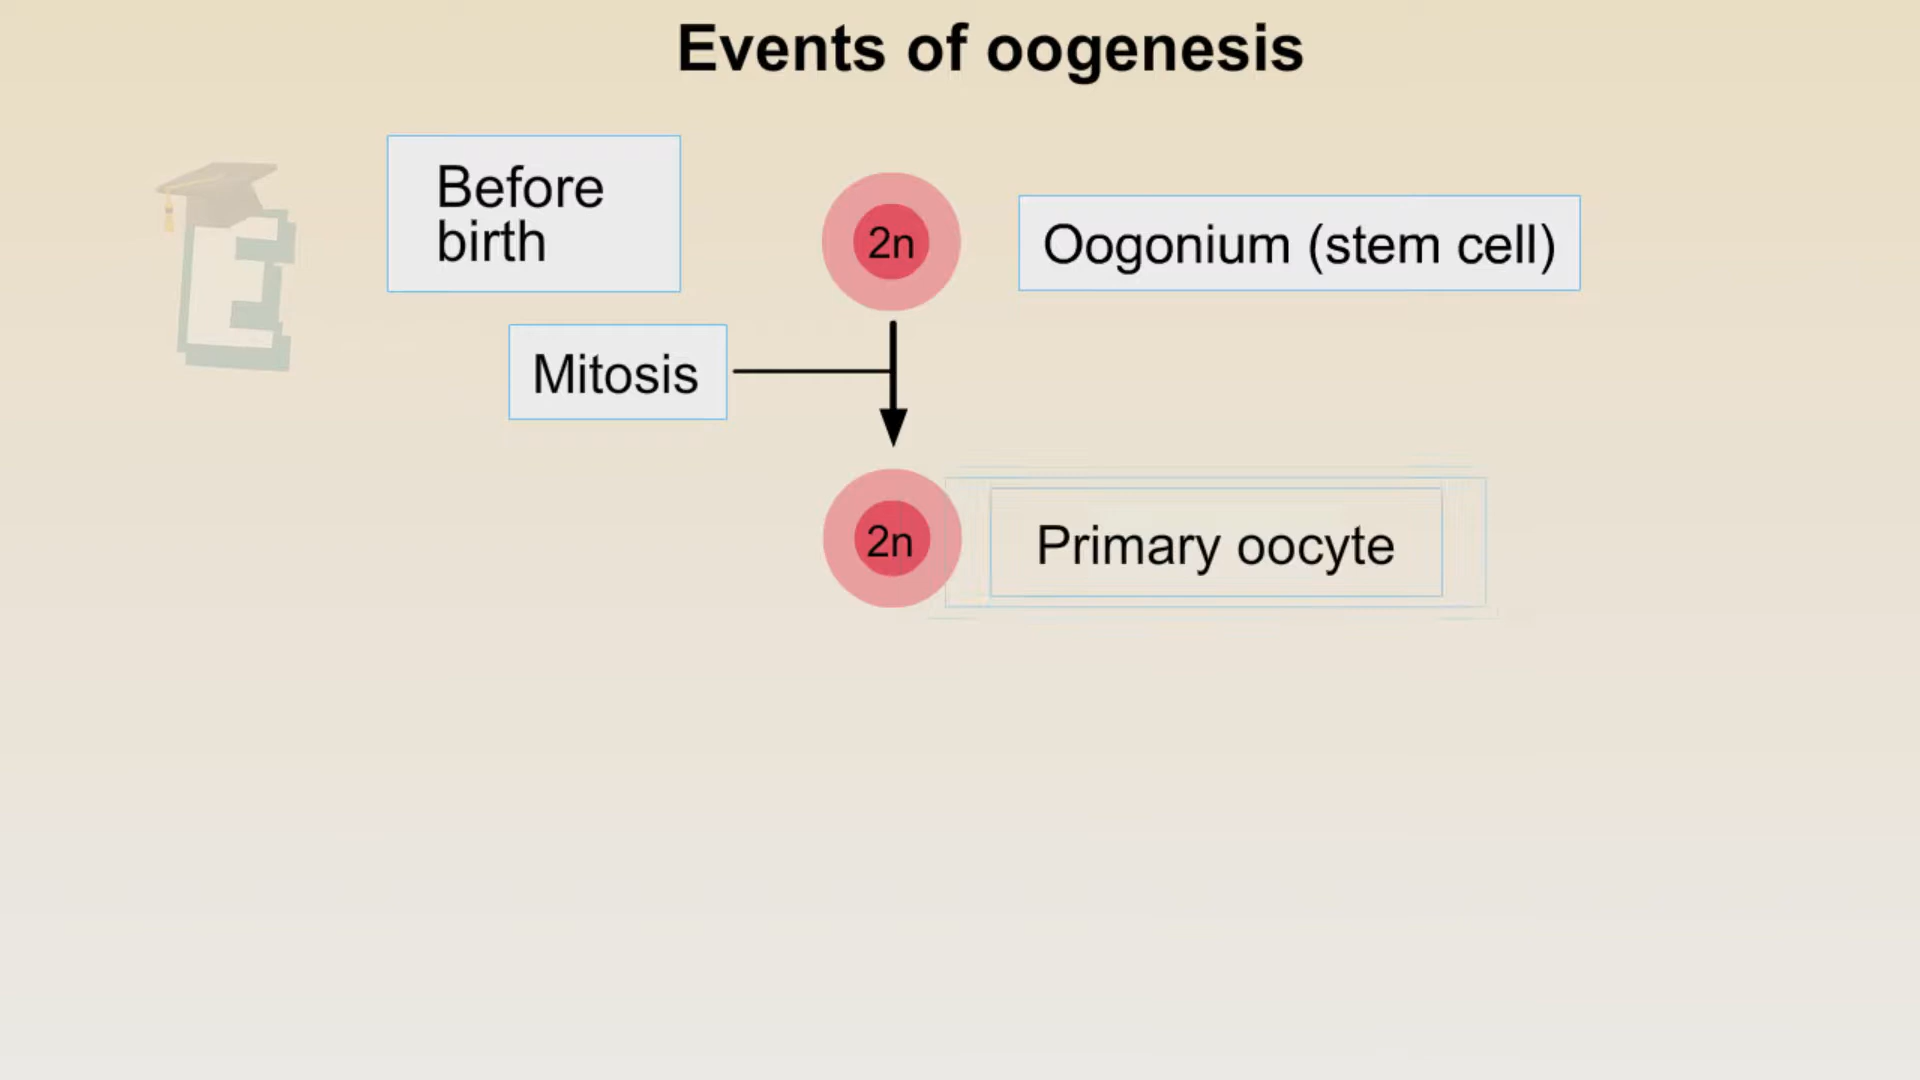 Events of oogenesis
Before
birth
2n
Oogonium (stem cell)
Mitosis
2n
Primary oocyte